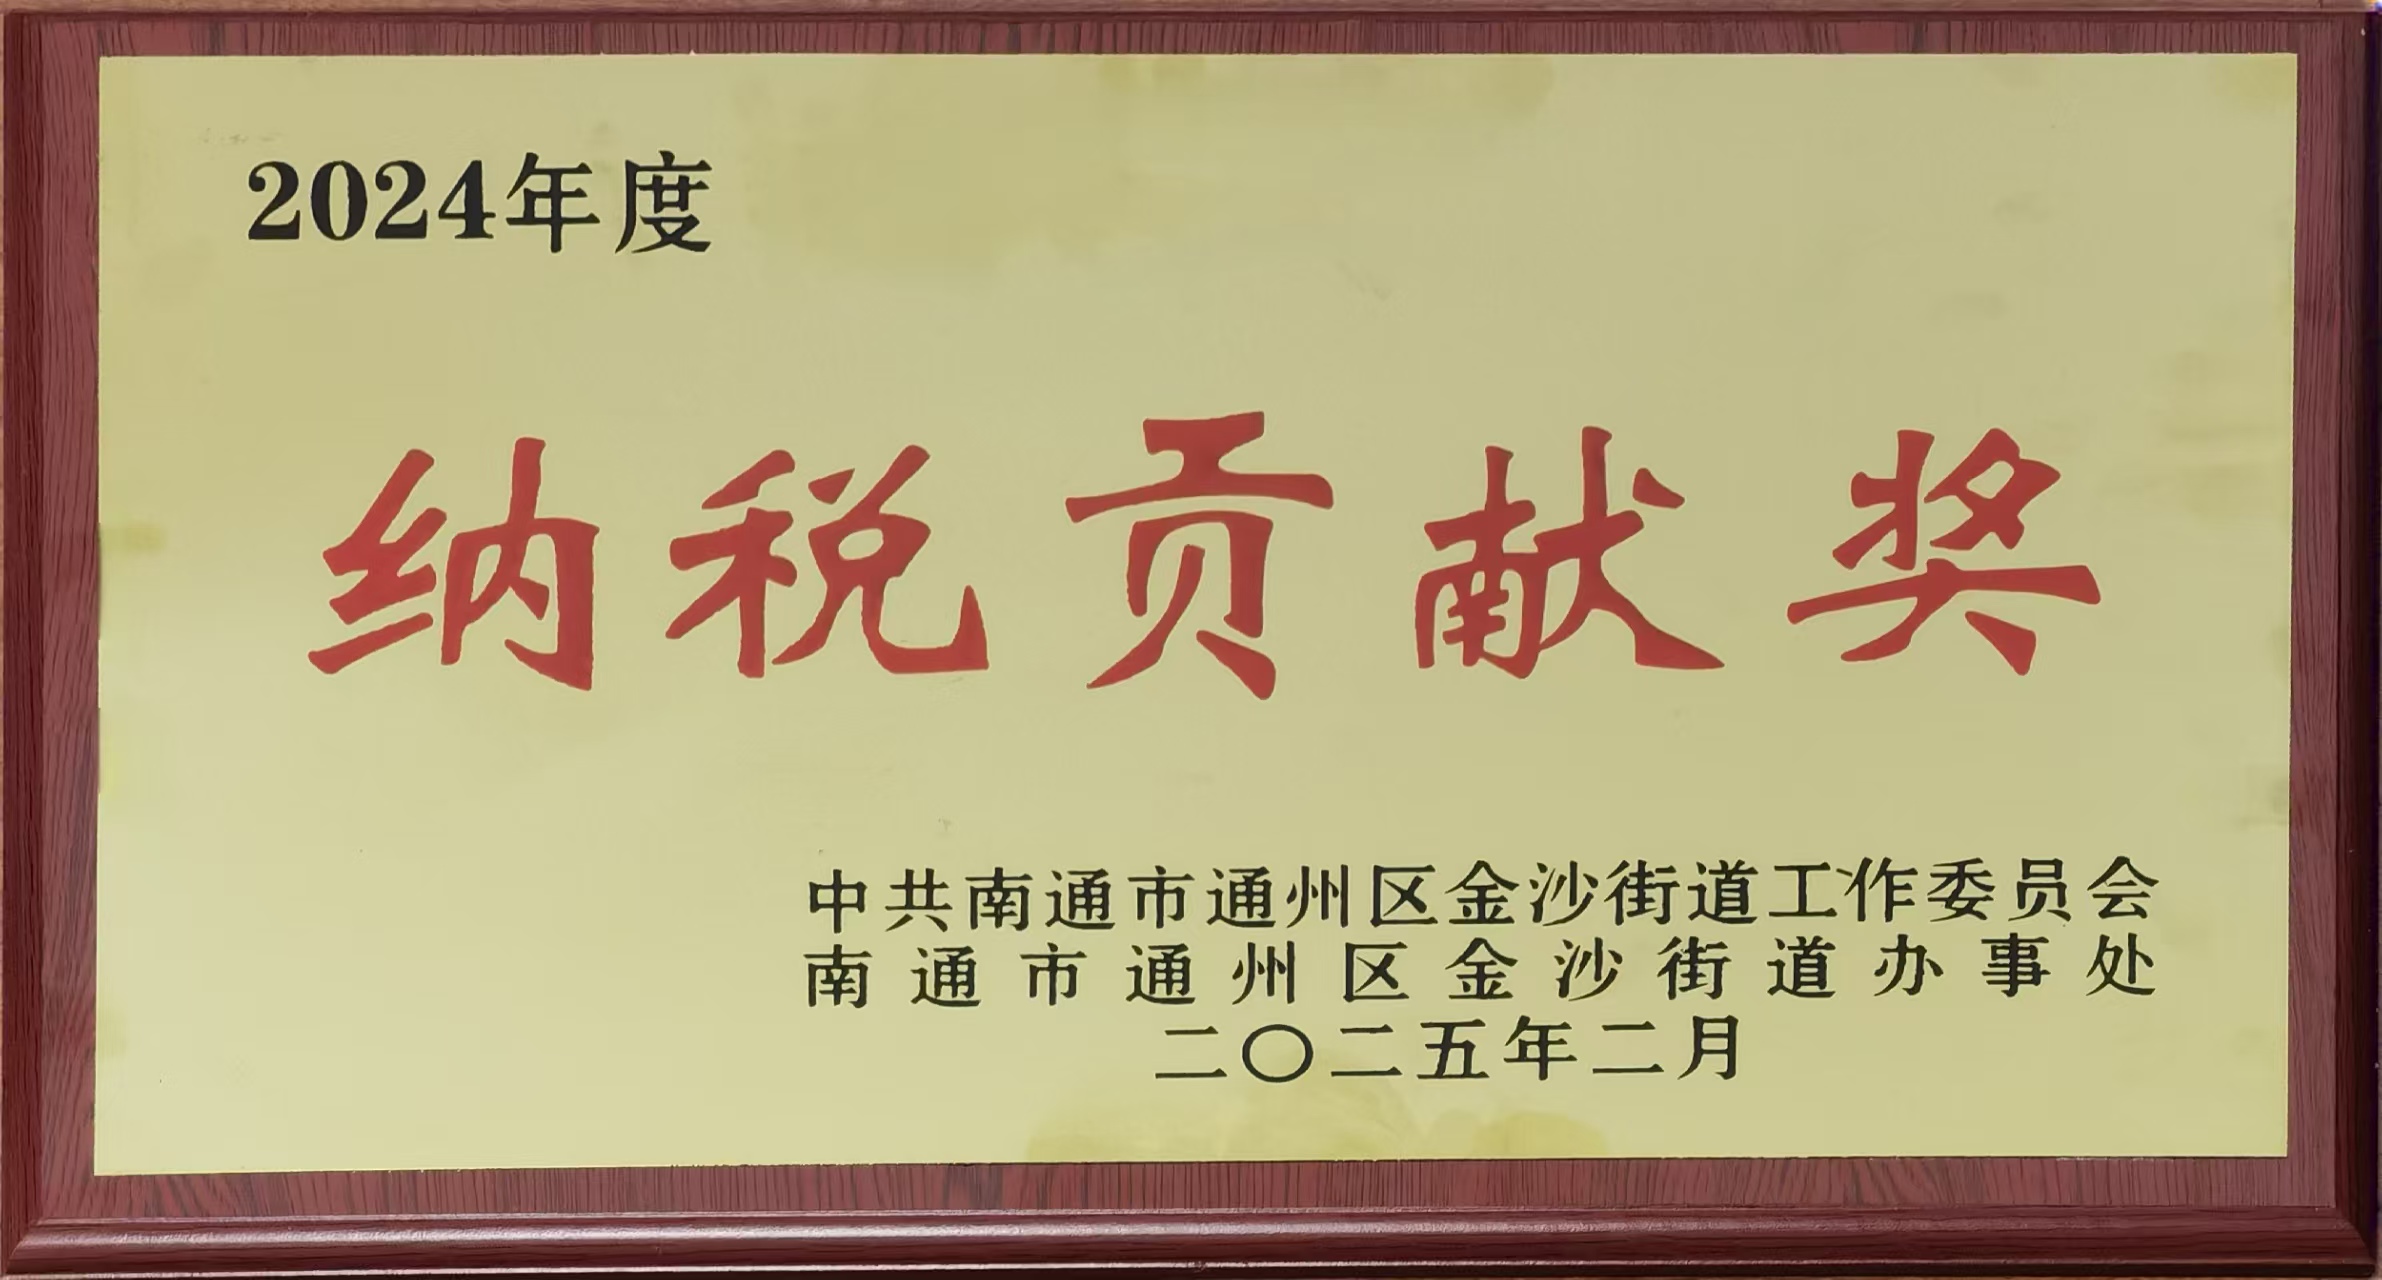 2024年度
纳税贡献奖
中共南通市通州区金沙街道工作委员会
南通市通州区金沙街道办事处
二〇二五年二月